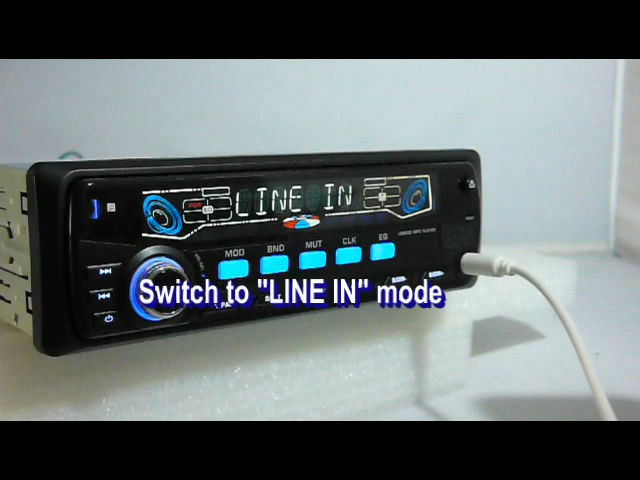 LINE IN
MOD BND MUT CLK EQ
Switch to "LINE IN" mode